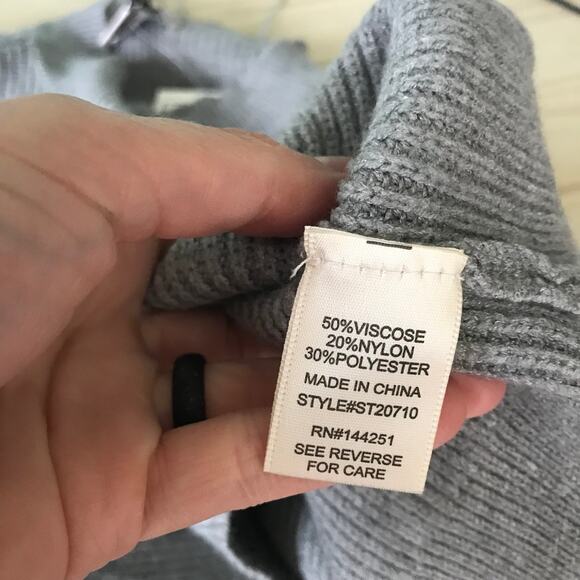 50%VISCOSE
20%NYLON
30%POLYESTER
MADE IN CHINA
STYLE#ST20710
RN#144251
SEE REVERSE
FOR CARE